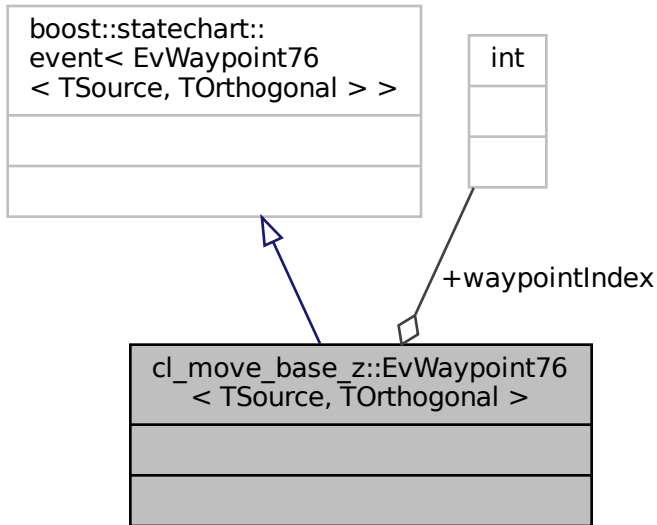 boost::statechart::
event< EvWaypoint76
< TSource, TOrthogonal > >
int
+waypointIndex
cl_move_base_z::EvWaypoint76
< TSource, TOrthogonal >